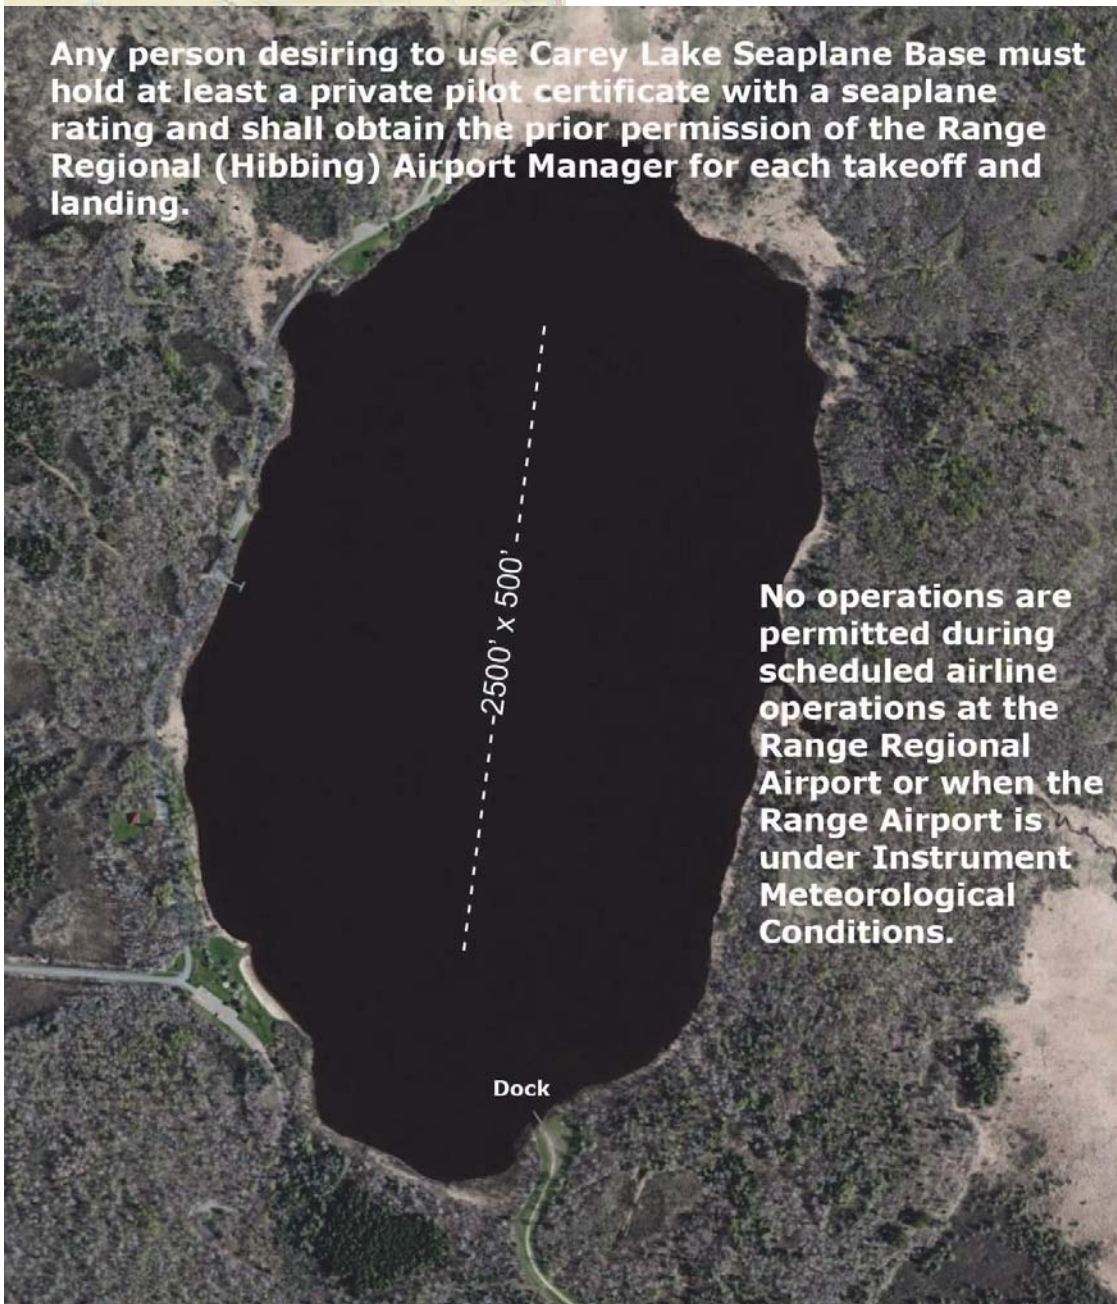 Any person desiring to use Carey Lake Seaplane Base must
hold at least a private pilot certificate with a seaplane
rating and shall obtain the prior permission of the Range
Regional (Hibbing) Airport Manager for each takeoff and
landing.
2500' x 500'
No operations are
permitted during
scheduled airline
operations at the
Range Regional
Airport or when the
Range Airport is
under Instrument
Meteorological
Conditions.
Dock